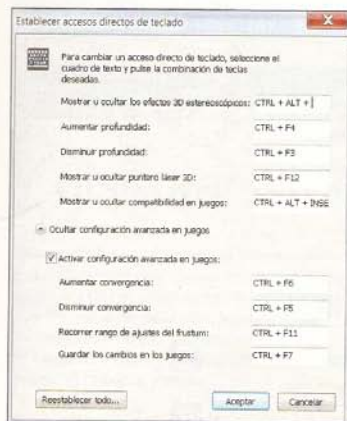 Establecer accesos directos de teclado
Para cambiar un acceso directo de teclado, seleccione el
cuadro de texto y pulse la combinación de teclas
deseadas.
Mostrar u ocultar los efectos 3D estereoscópicos: CTRL + ALT +
Aumentar profundidad: CTRL + F4
Disminuir profundidad: CTRL + F3
Mostrar u ocultar puntero láser 3D: CTRL + F12
Mostrar u ocultar compatibilidad en juegos: CTRL + ALT + INSE
Ocultar configuración avanzada en juegos
Activar configuración avanzada en juegos:
Aumentar convergencia: CTRL + F6
Disminuir convergencia: CTRL + F5
Recorrer rango de ajustes del frustum: CTRL + F11
Guardar los cambios en los juegos: CTRL + F7
Reestablecer todo... Aceptar Cancelar